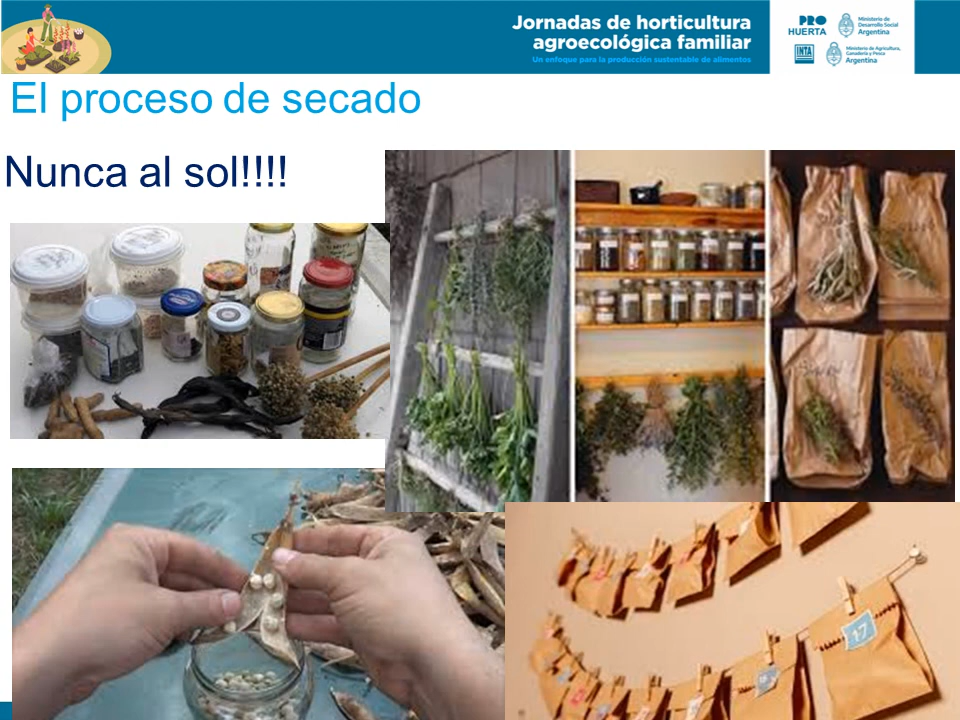 Jornadas de horticultura
agroecológica familiar
Un enfoque para la producción sustentable de alimentos
PRO
HUERTA
INTA
Ministerio de
Desarrollo Social
Argentina
Ministerio de Agricultura,
Ganadería y Pesca
Argentina
El proceso de secado
Nunca al sol!!!!
17